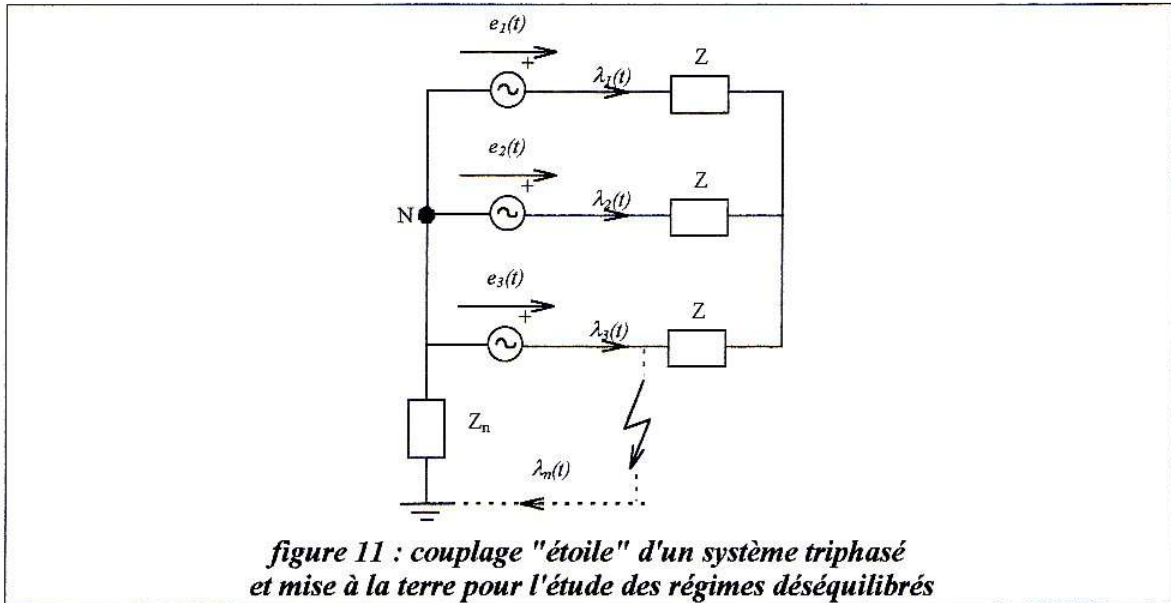 e₁(t)
+
λ₁(t)
Z
e₂(t)
+
λ₂(t)
Z
N
e₃(t)
+
λ₃(t)
Z
Zₙ
λₙ(t)
figure 11 : couplage "étoile" d'un système triphasé
et mise à la terre pour l'étude des régimes déséquilibrés